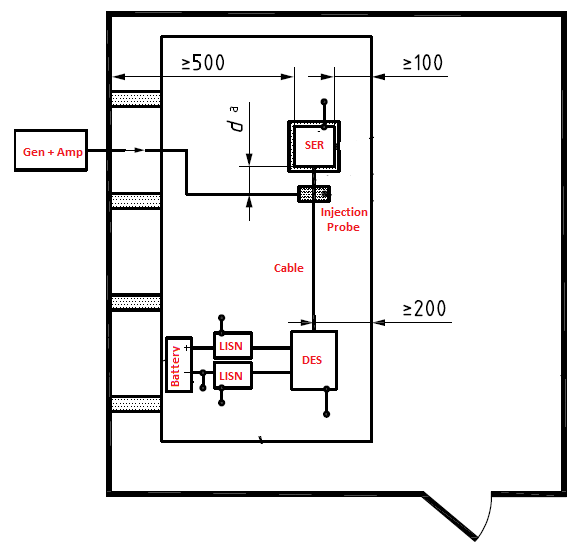 ≥500
≥100
d a
Gen + Amp
SER
Injection
Probe
Cable
≥200
Battery
+
-
LISN
LISN
DES